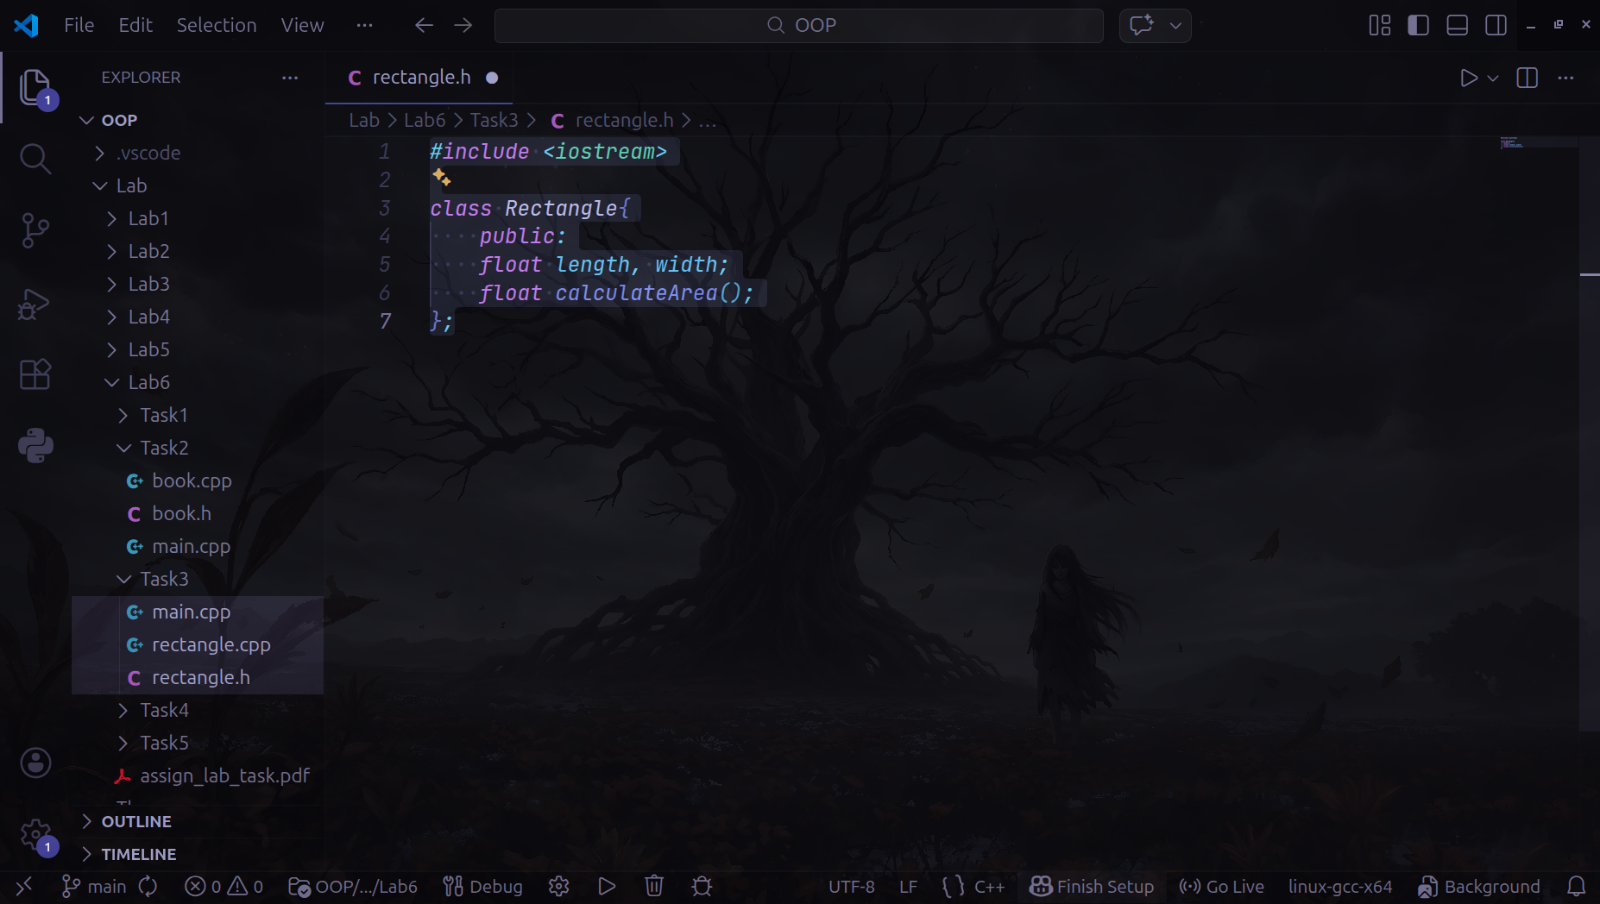 File Edit Selection View ... OOP
EXPLORER ...
rectangle.h
1
OOP
Lab > Lab6 > Task3 > C rectangle.h > ...
.vscode
Lab
Lab1
Lab2
Lab3
Lab4
Lab5
Lab6
Task1
Task2
book.cpp
book.h
main.cpp
Task3
main.cpp
rectangle.cpp
rectangle.h
Task4
Task5
assign_lab_task.pdf
OUTLINE
1
TIMELINE
1 #include <iostream>
2
3 class Rectangle{
4 public:
5 float length, width;
6 float calculateArea();
7 };
main 0 0 OOP/.../Lab6 Debug UTF-8 LF {} C++ Finish Setup Go Live linux-gcc-x64 Background